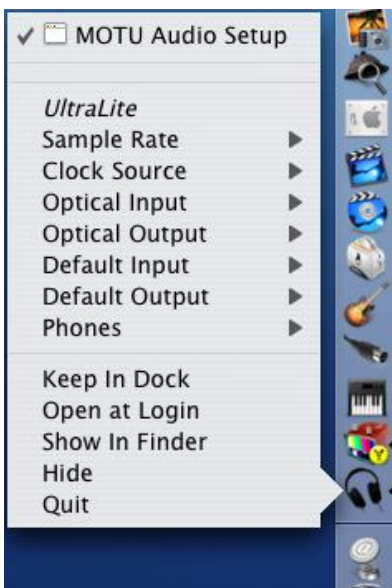 MOTU Audio Setup
UltraLite
Sample Rate
Clock Source
Optical Input
Optical Output
Default Input
Default Output
Phones
Keep In Dock
Open at Login
Show In Finder
Hide
Quit